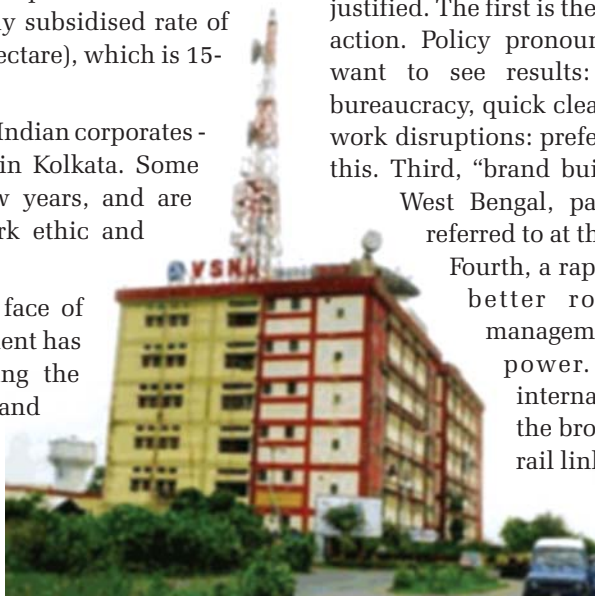 y subsidised rate of
ectare), which is 15-
Indian corporates -
in Kolkata. Some
w years, and are
rk ethic and
face of
ent has
ng the
and
justified. The first is the
action. Policy pronour
want to see results:
bureaucracy, quick clea
work disruptions: prefe
this. Third, “brand bui
West Bengal, pa
referred to at th
Fourth, a rap
better ro
managem
power.
interna
the bro
rail linl
VSNL